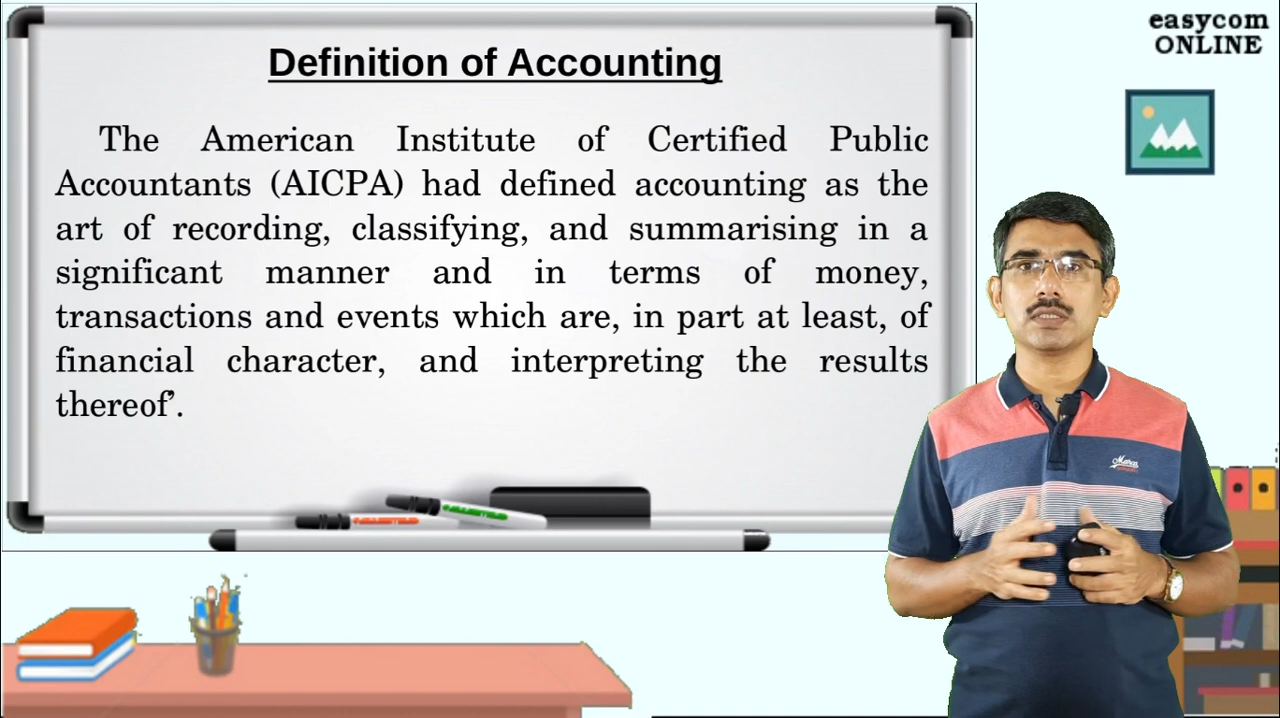 easycom
ONLINE
Definition of Accounting
The American Institute of Certified Public
Accountants (AICPA) had defined accounting as the
art of recording, classifying, and summarising in a
significant manner and in terms of money,
transactions and events which are, in part at least, of
financial character, and interpreting the results
thereof’.